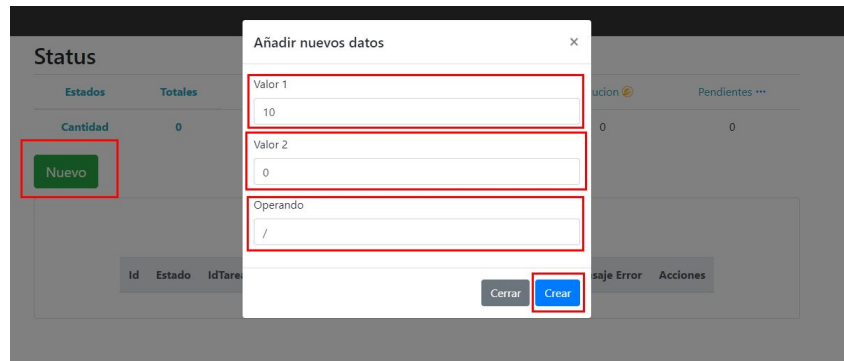 Añadir nuevos datos ×
Status
Estados Totales ucion Pendientes ···
Cantidad 0 0 0
Nuevo
Valor 1
10
Valor 2
0
Operando
/
Id Estado IdTarea saje Error Acciones
Cerrar Crear